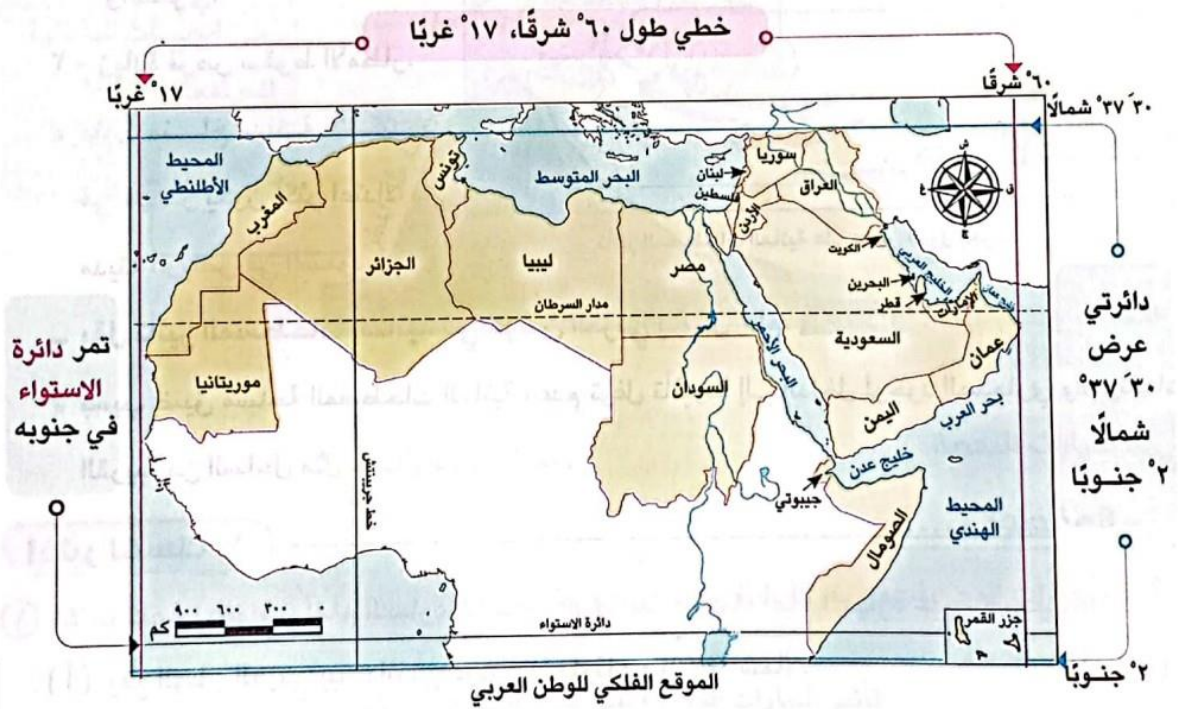 خطي طول ٦٠° شرقًا، ١٧° غربًا
٦٠° شرقًا
١٧° غربًا
٣٠ َ ٣٧° شمالًا
المحيط
الأطلنطي
المغرب
تونس
البحر المتوسط
لبنان
فلسطين
سوريا
العراق
الأردن
الكويت
الجزائر
ليبيا
مصر
البحرين
قطر
الخليج العربي
الإمارات
خليج عمان
مدار السرطان
السعودية
عمان
موريتانيا
السودان
البحر الأحمر
اليمن
بحر العرب
خليج عدن
جيبوتي
الصومال
المحيط
الهندي
خط جرينتش
ش
ق
ج
غ
دائرتي
عرض
٣٠ َ ٣٧°
شمالًا
٢° جنوبًا
تمر دائرة
الاستواء
في جنوبه
٩٠٠ ٦٠٠ ٣٠٠ ٠
كم
دائرة الاستواء
جزر القمر
٢° جنوبًا
الموقع الفلكي للوطن العربي